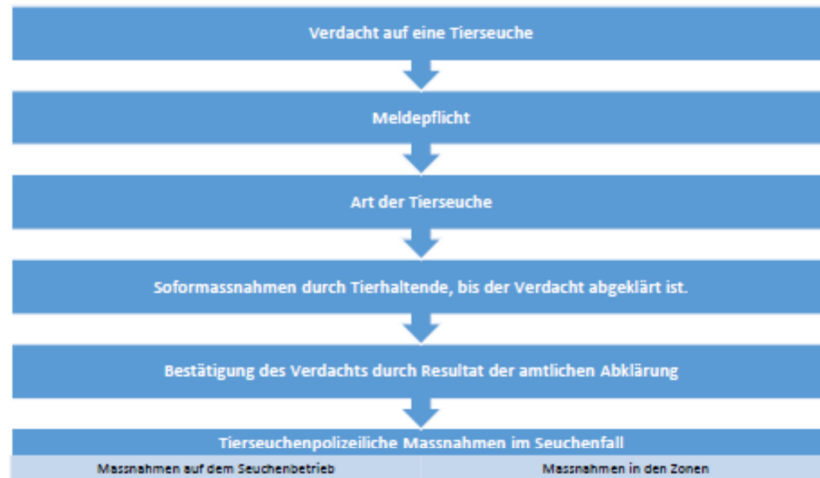 Verdacht auf eine Tierseuche
Meldepflicht
Art der Tierseuche
Soformassnahmen durch Tierhaltende, bis der Verdacht abgeklärt ist.
Bestätigung des Verdachts durch Resultat der amtlichen Abklärung
Tierseuchenpolizeiliche Massnahmen im Seuchenfall
Massnahmen auf dem Seuchenbetrieb
Massnahmen in den Zonen